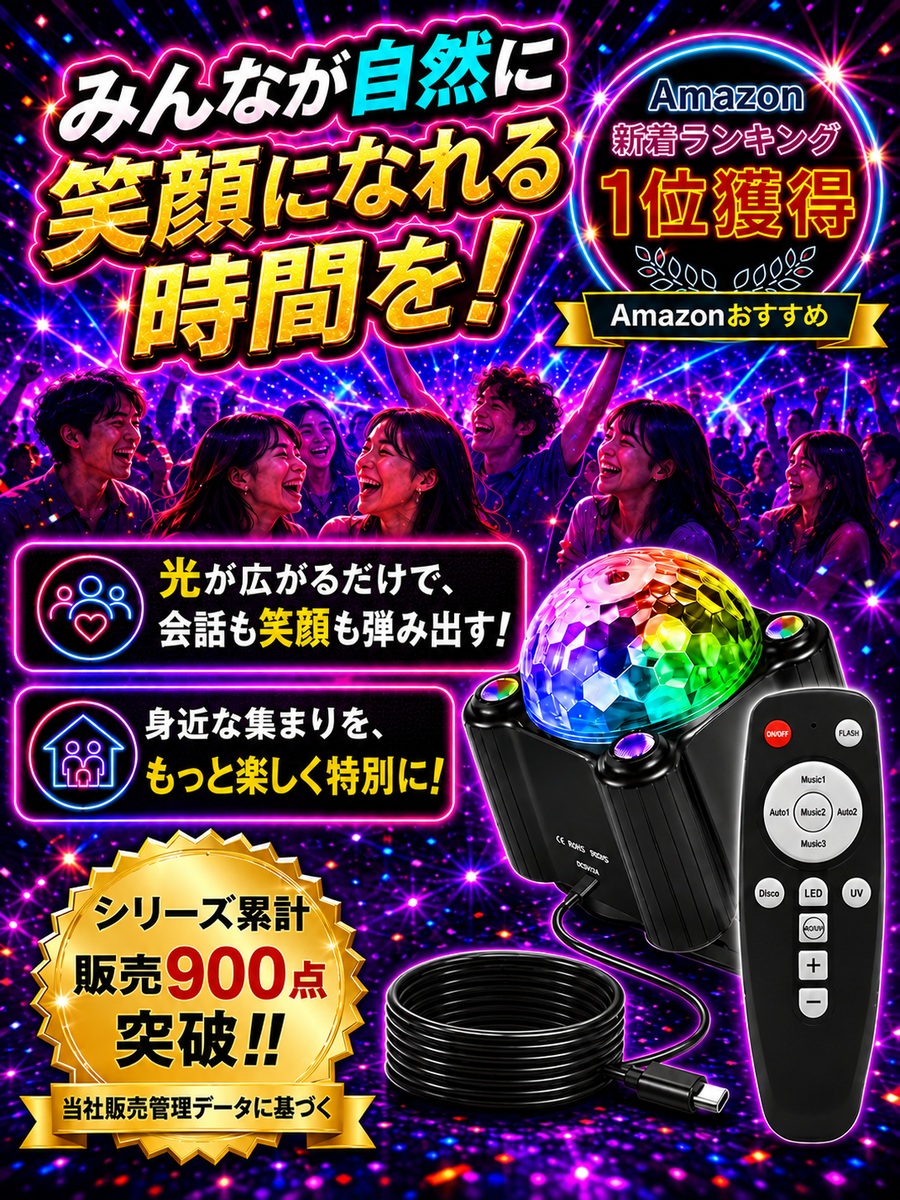 みんなが自然に
笑顔になれる
時間を!
Amazon
新着ランキング
1位獲得
Amazonおすすめ
光が広がるだけで、
会話も笑顔も弾み出す!
身近な集まりを、
もっと楽しく特別に!
シリーズ累計
販売900点
突破!!
当社販売管理データに基づく
CE ROHS
DC5V/2A
ON/OFF
FLASH
Music1
Auto1
Music2
Auto2
Music3
Disco
LED
UV
+
−